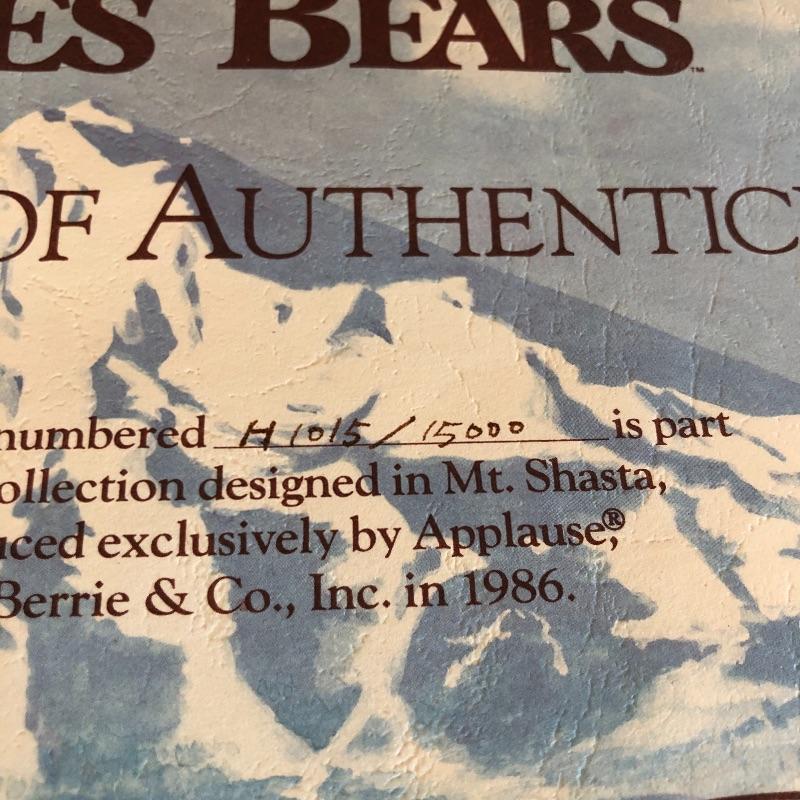 ES BEARS™
OF AUTHENTIC
numbered H1015/15000 is part
ollection designed in Mt. Shasta,
uced exclusively by Applause,®
Berrie & Co., Inc. in 1986.